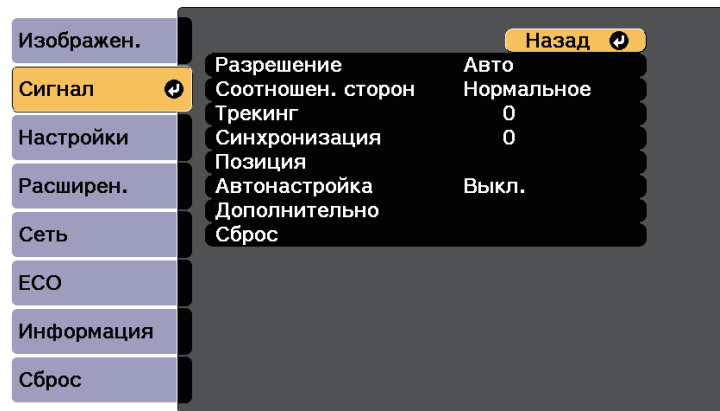 Изображен.
Сигнал
Настройки
Расширен.
Сеть
ECO
Информация
Сброс
Назад
Разрешение Авто
Соотношен. сторон Нормальное
Трекинг 0
Синхронизация 0
Позиция
Автонастройка Выкл.
Дополнительно
Сброс